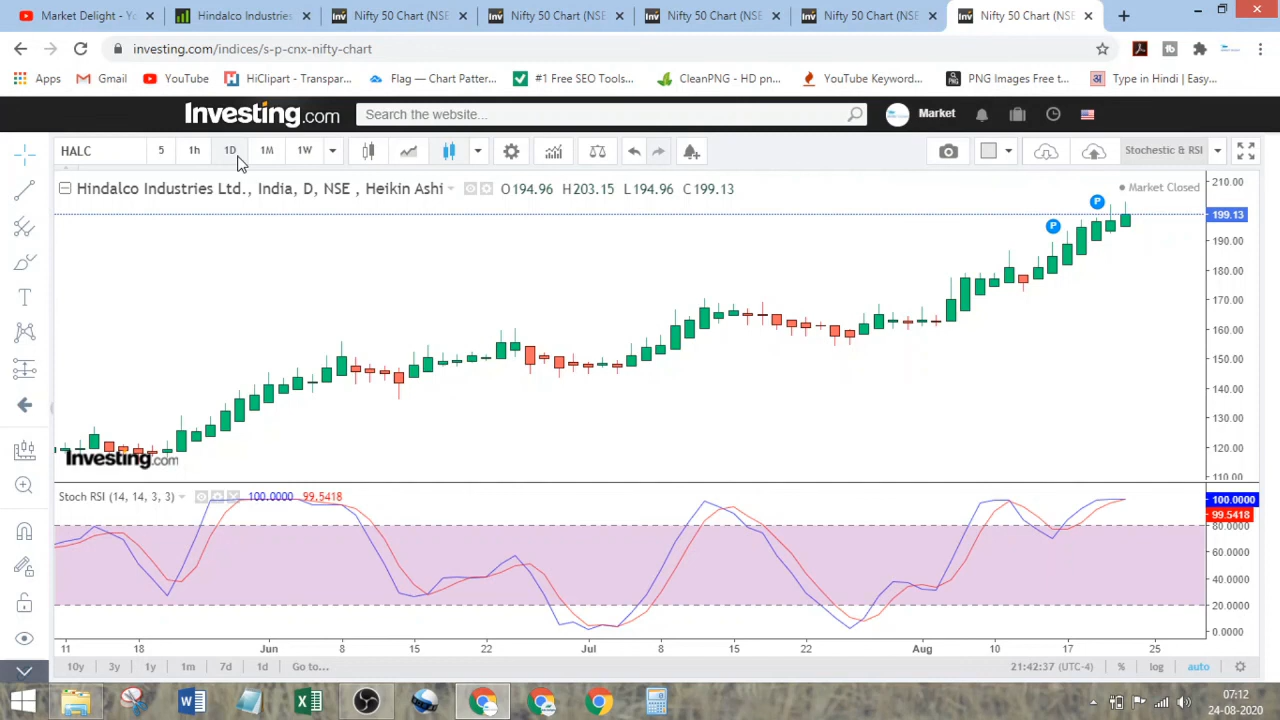 Market Delight - Yo
Hindalco Industries
Nifty 50 Chart (NSE
Nifty 50 Chart (NSE
Nifty 50 Chart (NSE
Nifty 50 Chart (NSE
Nifty 50 Chart (NSE
investing.com/indices/s-p-cnx-nifty-chart
Apps Gmail YouTube HiClipart - Transpar... Flag — Chart Patter... #1 Free SEO Tools... CleanPNG - HD pn... YouTube Keyword... PNG Images Free t... Type in Hindi | Easy...
Investing.com Search the website... Market
HALC 5 1h 1D 1M 1W Stochestic & RSI
Hindalco Industries Ltd., India, D, NSE , Heikin Ashi O194.96 H203.15 L194.96 C199.13
Market Closed
210.00
199.13
190.00
180.00
170.00
160.00
150.00
140.00
130.00
120.00
110.00
P
P
Investing.com
Stoch RSI (14, 14, 3, 3) 100.0000 99.5418
100.0000
99.5418
80.0000
60.0000
40.0000
20.0000
0.0000
11 18 Jun 8 15 22 Jul 8 15 22 Aug 10 17 25
10y 3y 1y 1m 7d 1d Go to... 21:42:37 (UTC-4) % log auto
07:12
24-08-2020